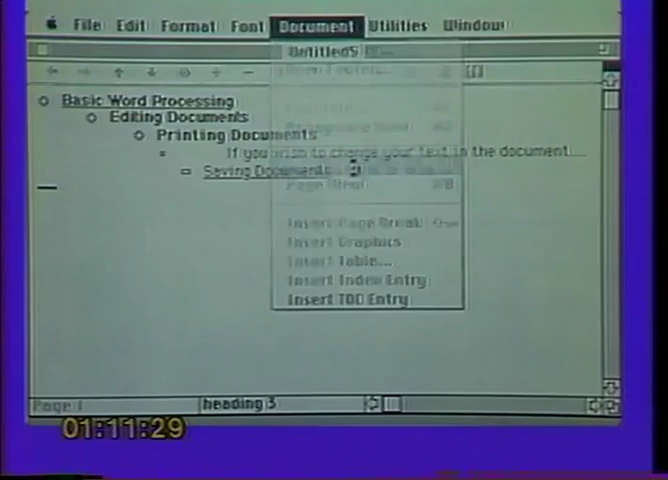 File Edit Format Font Document Utilities Window
Untitled5
Basic Word Processing
Editing Documents
Printing Documents
If you wish to change your text in the document...
Saving Documents
Insert Page Break
Insert Graphics
Insert Table...
Insert Index Entry
Insert TOC Entry
Page 1 heading 3
01:11:29